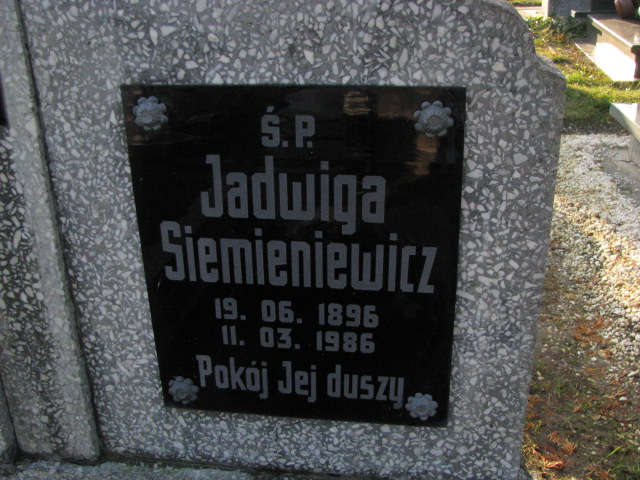 Ś.P.
Jadwiga
Siemieniewicz
19. 06. 1896
11. 03. 1986
Pokój Jej duszy